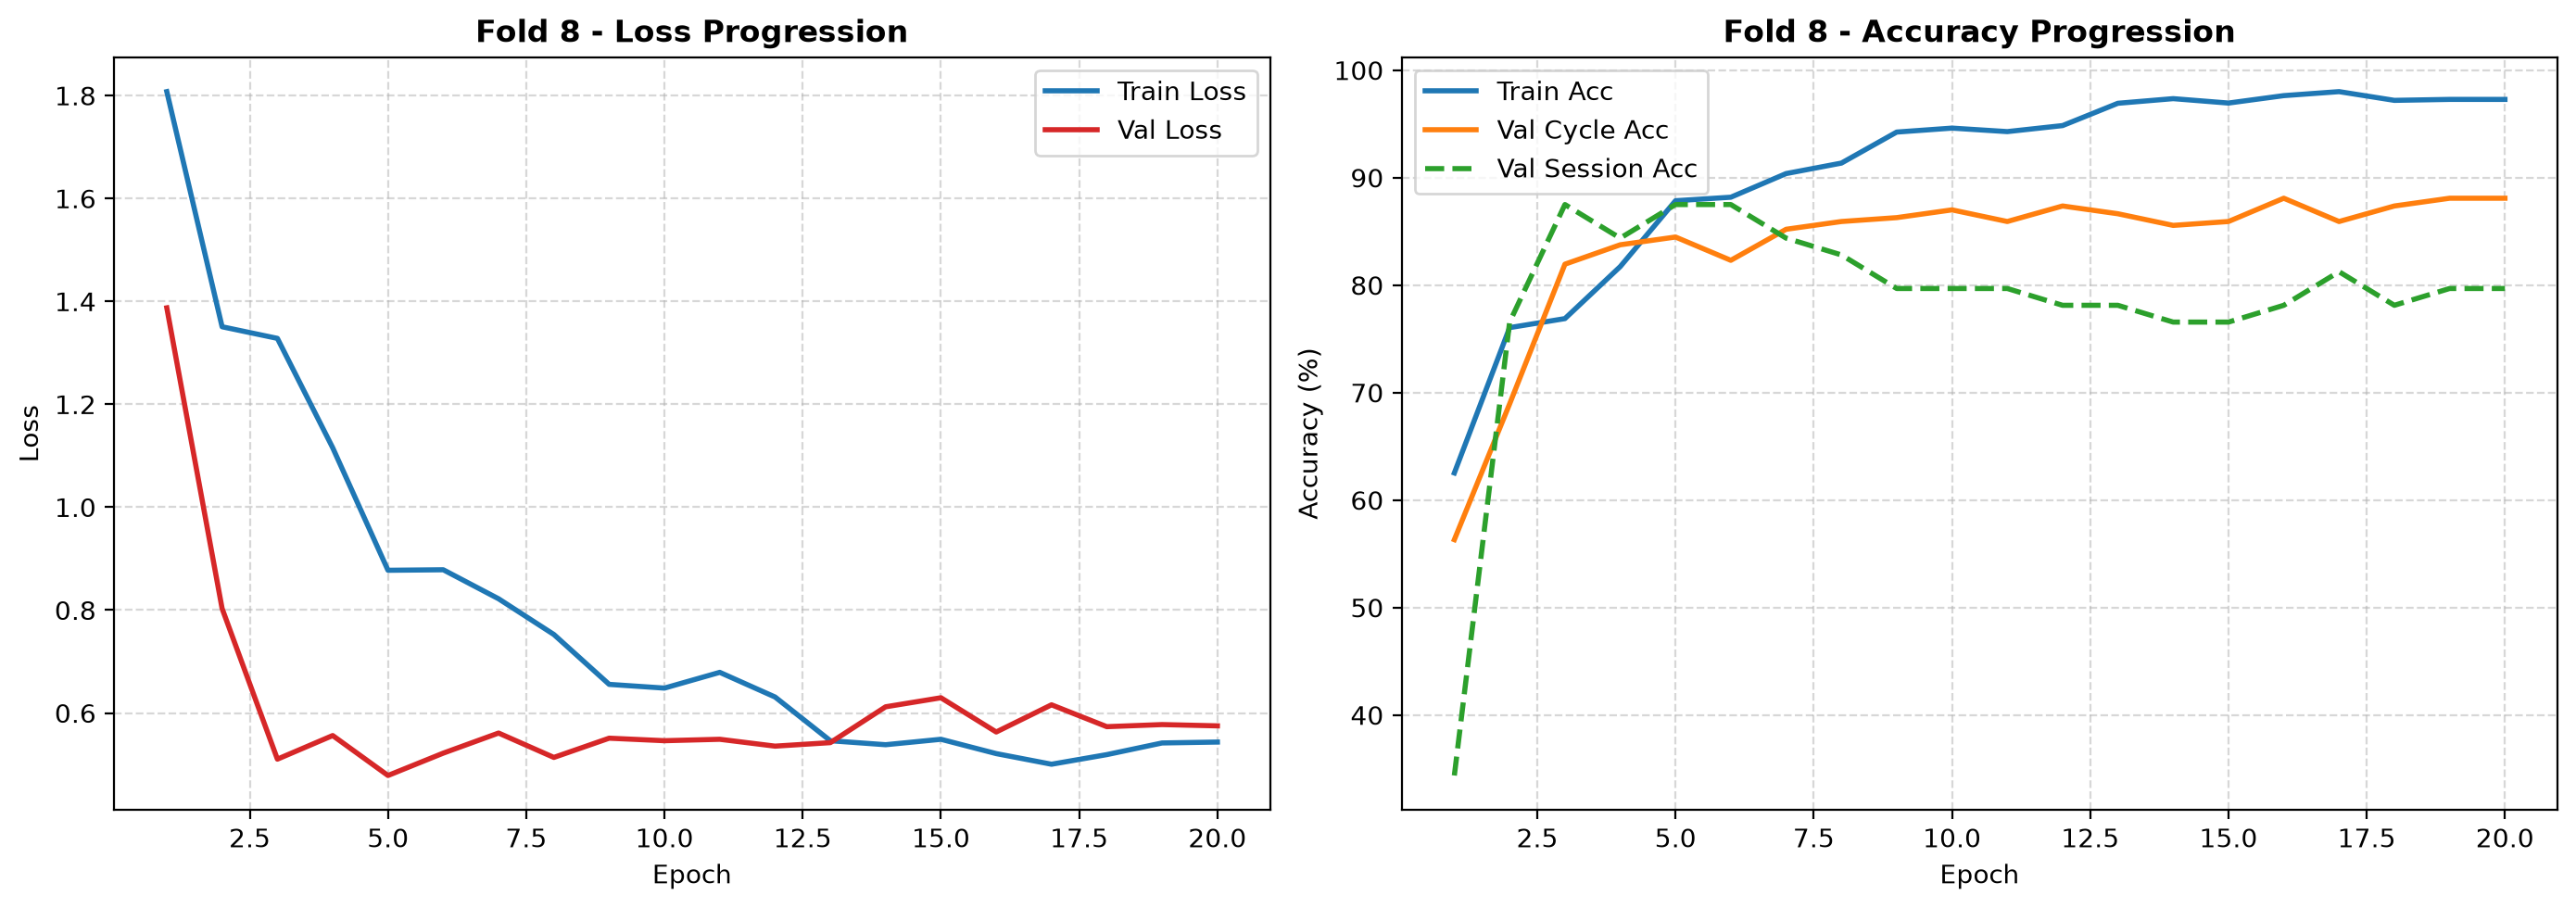 Fold 8 - Loss Progression
Train Loss
Val Loss
1.8
1.6
1.4
1.2
1.0
0.8
0.6
Loss
2.5 5.0 7.5 10.0 12.5 15.0 17.5 20.0
Epoch
Fold 8 - Accuracy Progression
Train Acc
Val Cycle Acc
Val Session Acc
100
90
80
70
60
50
40
Accuracy (%)
2.5 5.0 7.5 10.0 12.5 15.0 17.5 20.0
Epoch